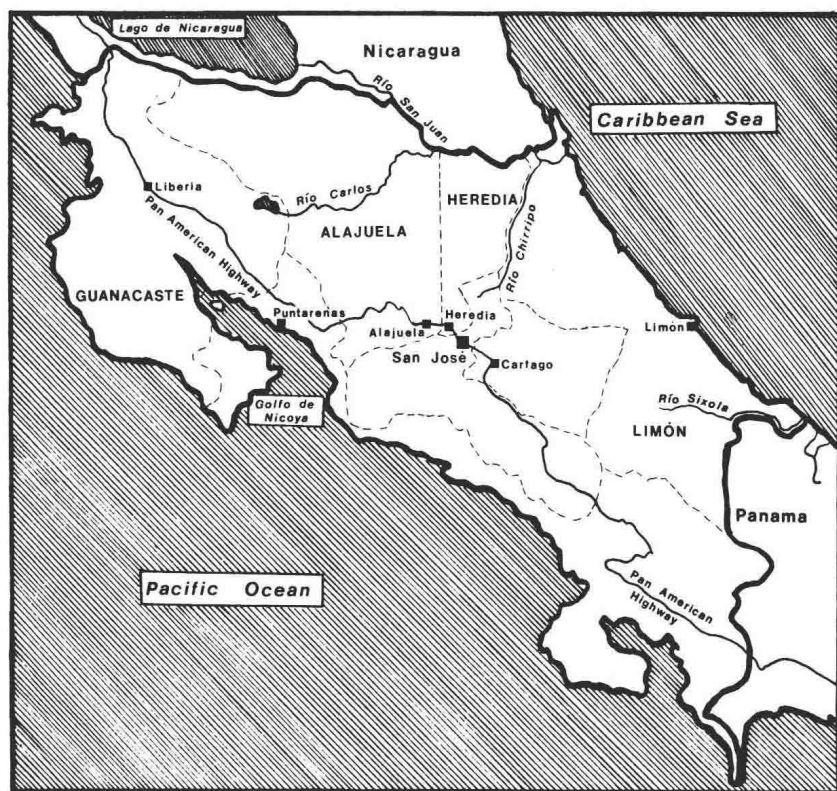 Lago de Nicaragua
Nicaragua
Río San Juan
Caribbean Sea
Liberia
Río Carlos
HEREDIA
ALAJUELA
Río Chirripo
Pan American Highway
GUANACASTE
Puntarenas
Alajuela
Heredia
Limón
San José
Cartago
Golfo de
Nicoya
Río Sixola
LIMÓN
Panama
Pacific Ocean
Pan American
Highway